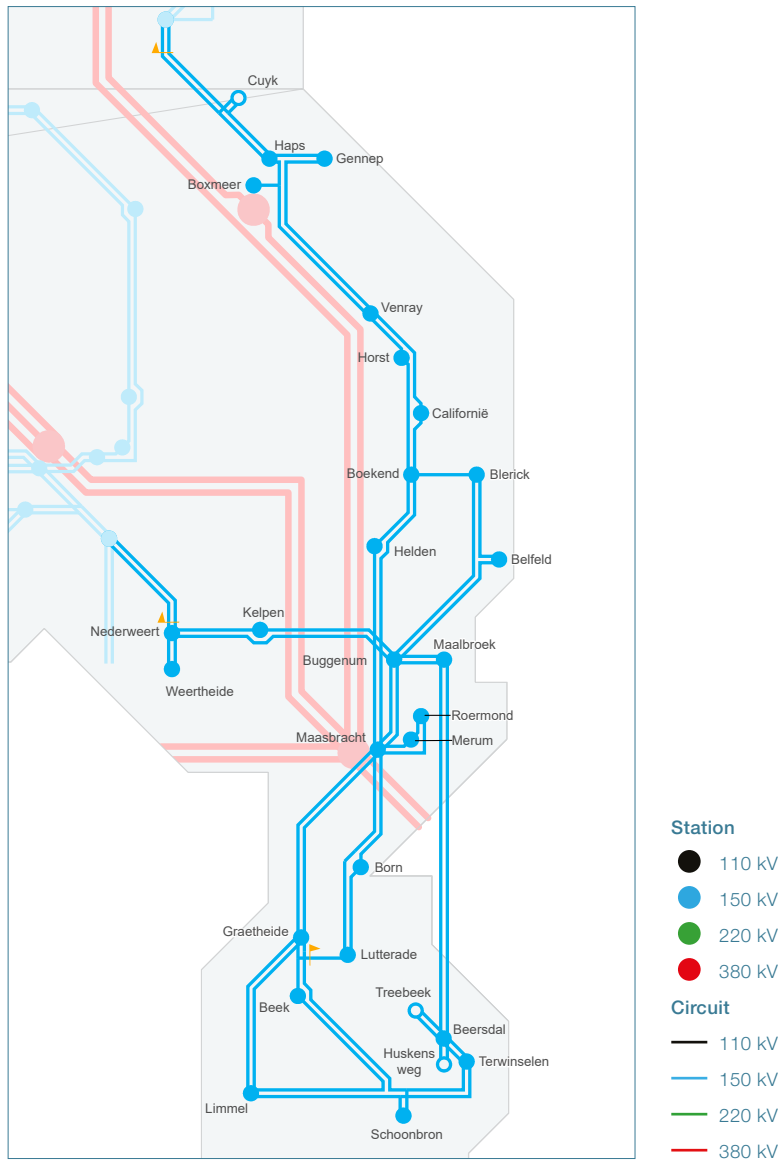 Cuyk
Haps
Gennep
Boxmeer
Venray
Horst
Californië
Boekend
Blerick
Helden
Belfeld
Kelpen
Nederweert
Buggenum
Maalbroek
Weertheide
Roermond
Maasbracht
Merum
Born
Graetheide
Lutterade
Treebeek
Beek
Beersdal
Huskens
weg
Terwinselen
Limmel
Schoonbron
Station
110 kV
150 kV
220 kV
380 kV
Circuit
110 kV
150 kV
220 kV
380 kV